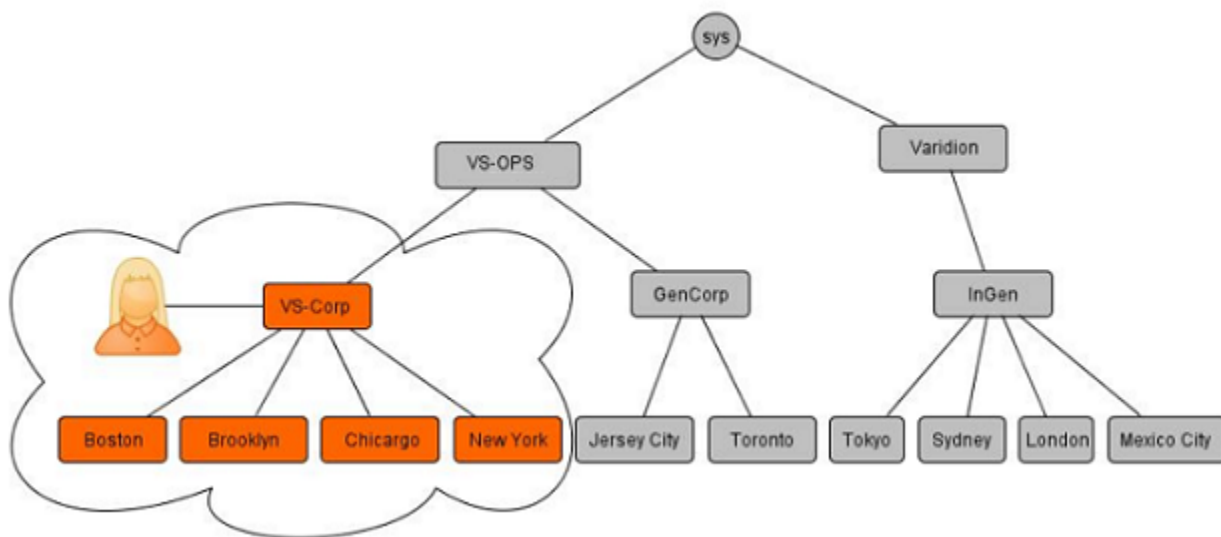 sys
VS-OPS
Varidion
VS-Corp
GenCorp
InGen
Boston
Brooklyn
Chicargo
New York
Jersey City
Toronto
Tokyo
Sydney
London
Mexico City